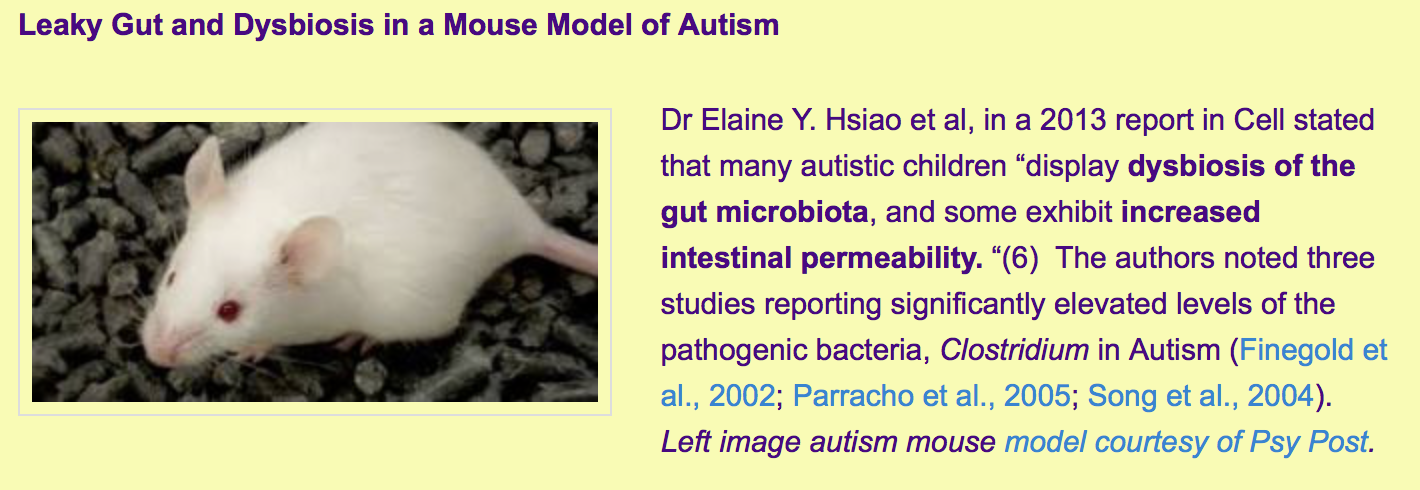 Leaky Gut and Dysbiosis in a Mouse Model of Autism
Dr Elaine Y. Hsiao et al, in a 2013 report in Cell stated
that many autistic children “display dysbiosis of the
gut microbiota, and some exhibit increased
intestinal permeability. “(6)  The authors noted three
studies reporting significantly elevated levels of the
pathogenic bacteria, Clostridium in Autism (Finegold et
al., 2002; Parracho et al., 2005; Song et al., 2004).
Left image autism mouse model courtesy of Psy Post.